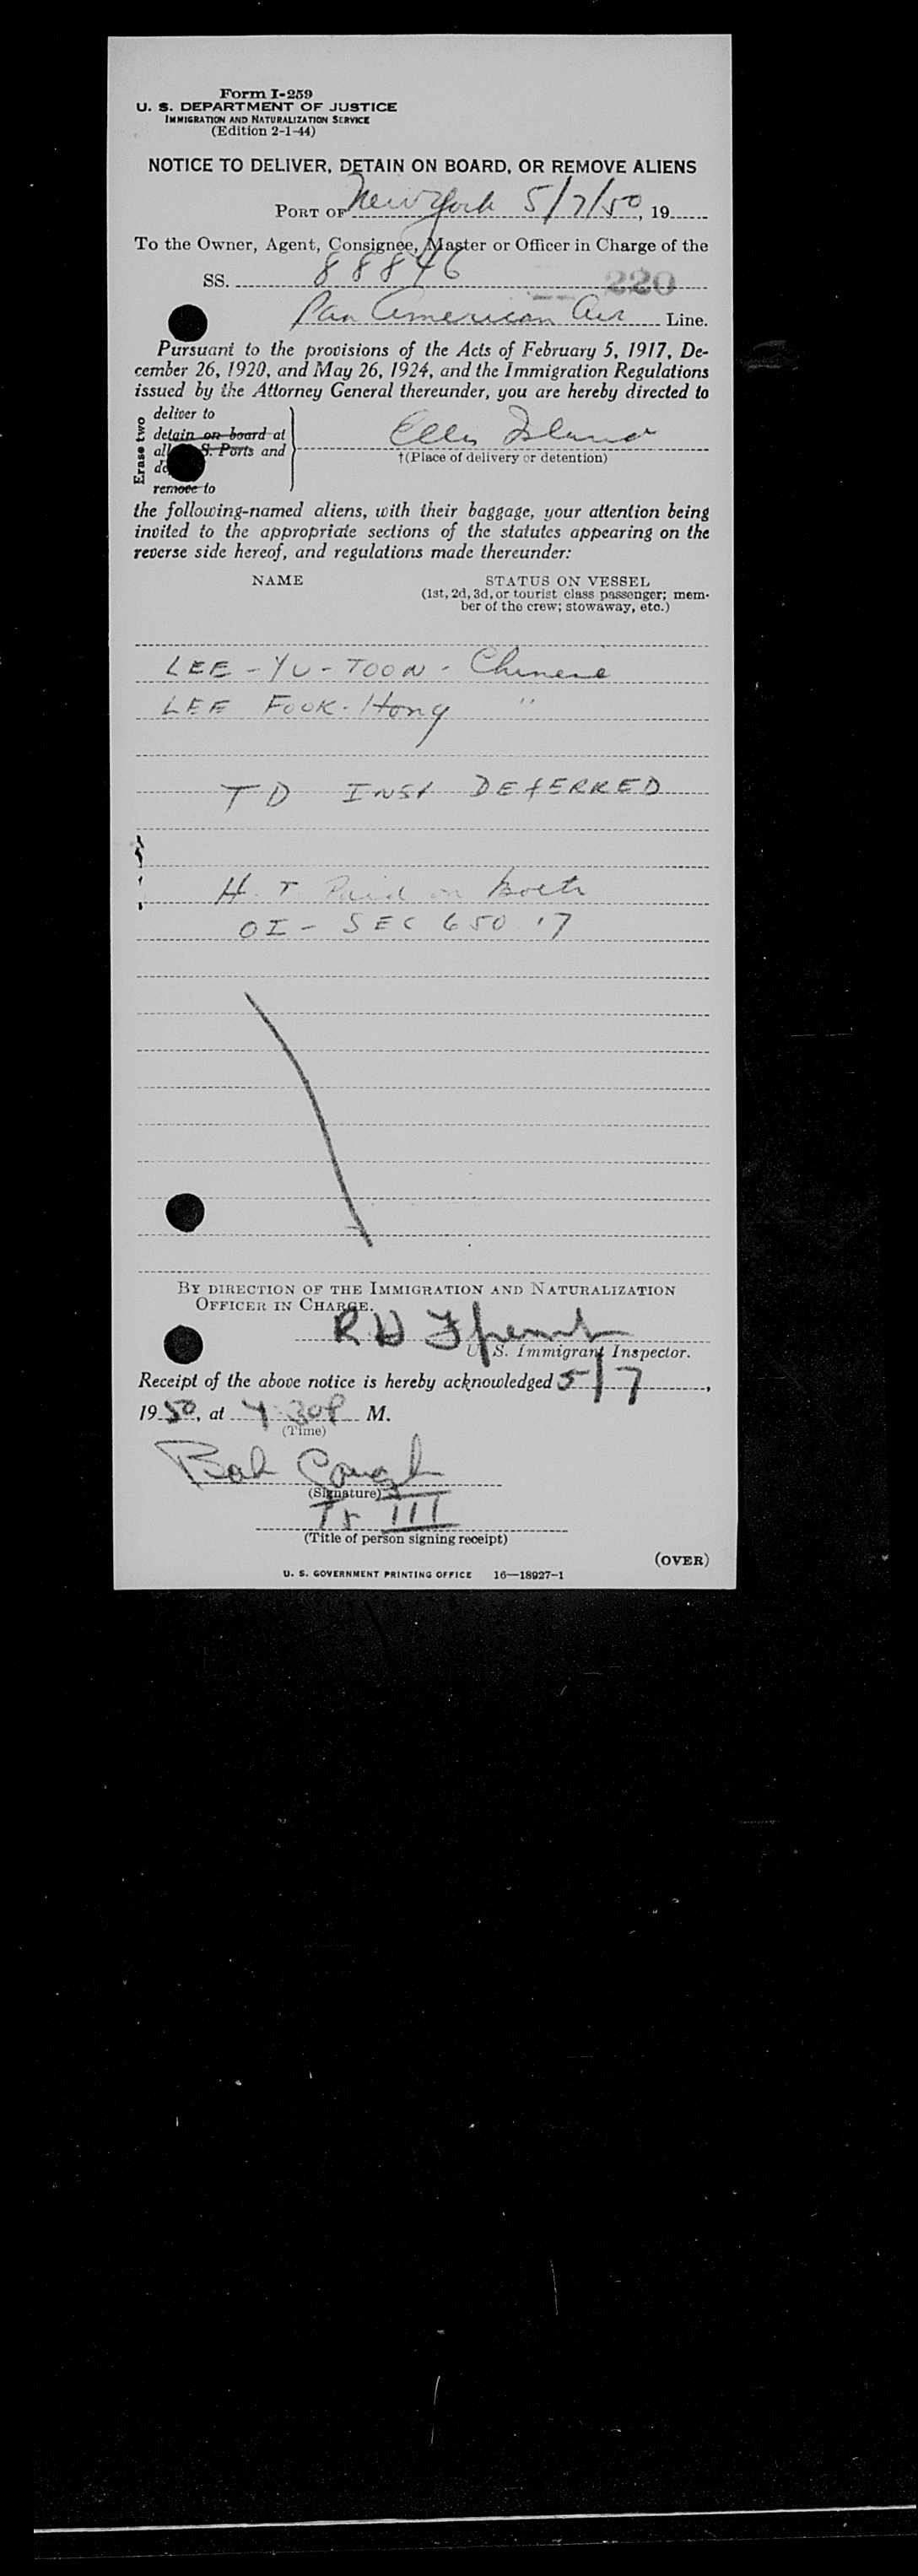 Form I-259
U. S. DEPARTMENT OF JUSTICE
IMMIGRATION AND NATURALIZATION SERVICE
(Edition 2-1-44)
NOTICE TO DELIVER, DETAIN ON BOARD, OR REMOVE ALIENS
PORT OF New York 5/7/50, 19
To the Owner, Agent, Consignee, Master or Officer in Charge of the
SS. 88846 220
Pan American Air Line.
Pursuant to the provisions of the Acts of February 5, 1917, De-
cember 26, 1920, and May 26, 1924, and the Immigration Regulations
issued by the Attorney General thereunder, you are hereby directed to
Erase two
deliver to
detain on board at
all S. Ports and
remove to
Ellis Island
†(Place of delivery or detention)
the following-named aliens, with their baggage, your attention being
invited to the appropriate sections of the statutes appearing on the
reverse side hereof, and regulations made thereunder:
NAME STATUS ON VESSEL
(1st, 2d, 3d, or tourist class passenger; mem-
ber of the crew; stowaway, etc.)
LEE - YU - TOON - Chinese
LEE FOOK - Hong "
TD INSP DEFERRED
H. T Paid on both
OI - SEC 650 17
BY DIRECTION OF THE IMMIGRATION AND NATURALIZATION
OFFICER IN CHARGE.
R D
U. S. Immigrant Inspector.
Receipt of the above notice is hereby acknowledged 5/7,
19 50, at 4 30P M.
(Time)
Bob
(Signature)
Tr III
(Title of person signing receipt)
(OVER)
U. S. GOVERNMENT PRINTING OFFICE 16—18927-1